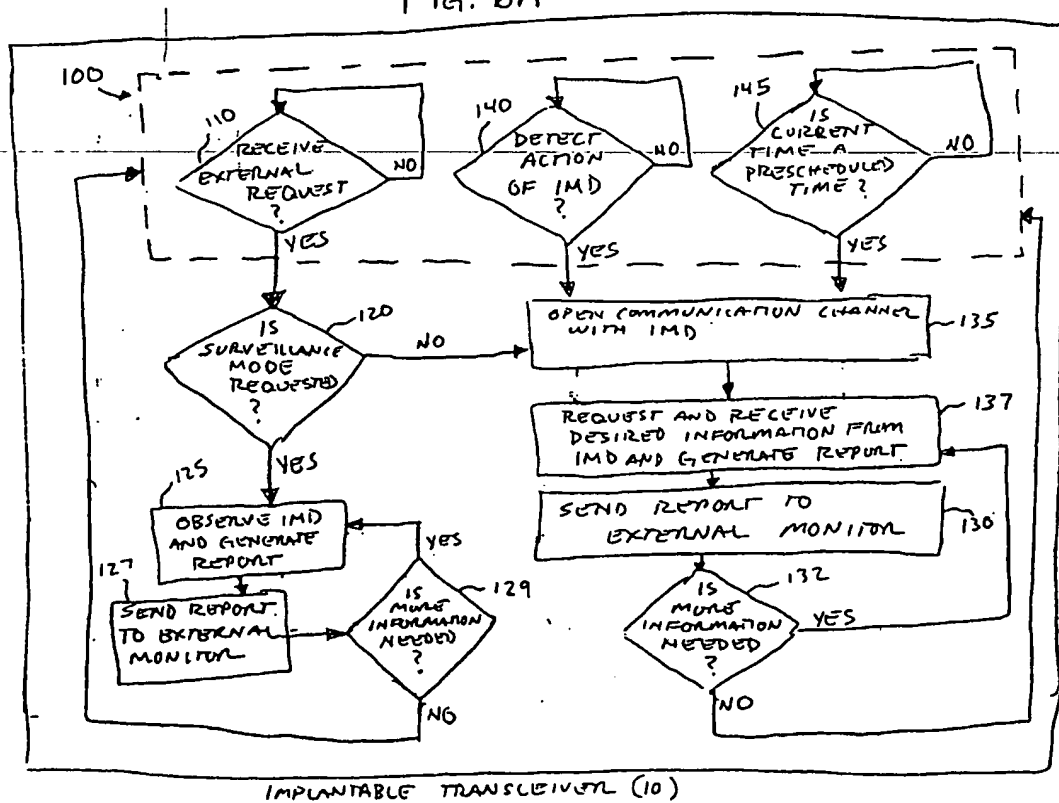 FIG. 6A
100
110
RECEIVE
EXTERNAL
REQUEST
?
NO
YES
140
DETECT
ACTION
OF IMD
?
NO
YES
145
IS
CURRENT
TIME A
PRESCHEDULED
TIME?
NO
YES
120
IS
SURVEILLANCE
MODE
REQUESTED
?
NO
YES
OPEN COMMUNICATION CHANNEL
WITH IMD
135
REQUEST AND RECEIVE
DESIRED INFORMATION FROM
IMD AND GENERATE REPORT
137
SEND REPORT TO
EXTERNAL MONITOR
130
125
OBSERVE IMD
AND GENERATE
REPORT
127
SEND REPORT
TO EXTERNAL
MONITOR
129
IS
MORE
INFORMATION
NEEDED
?
YES
NO
132
IS
MORE
INFORMATION
NEEDED
?
YES
NO
IMPLANTABLE TRANSCEIVER (10)